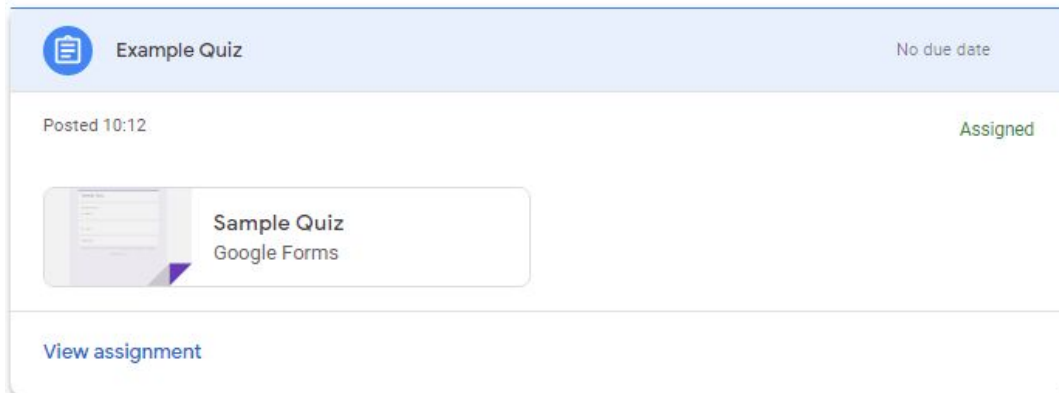 Example Quiz
No due date
Posted 10:12
Assigned
Sample Quiz
Google Forms
View assignment